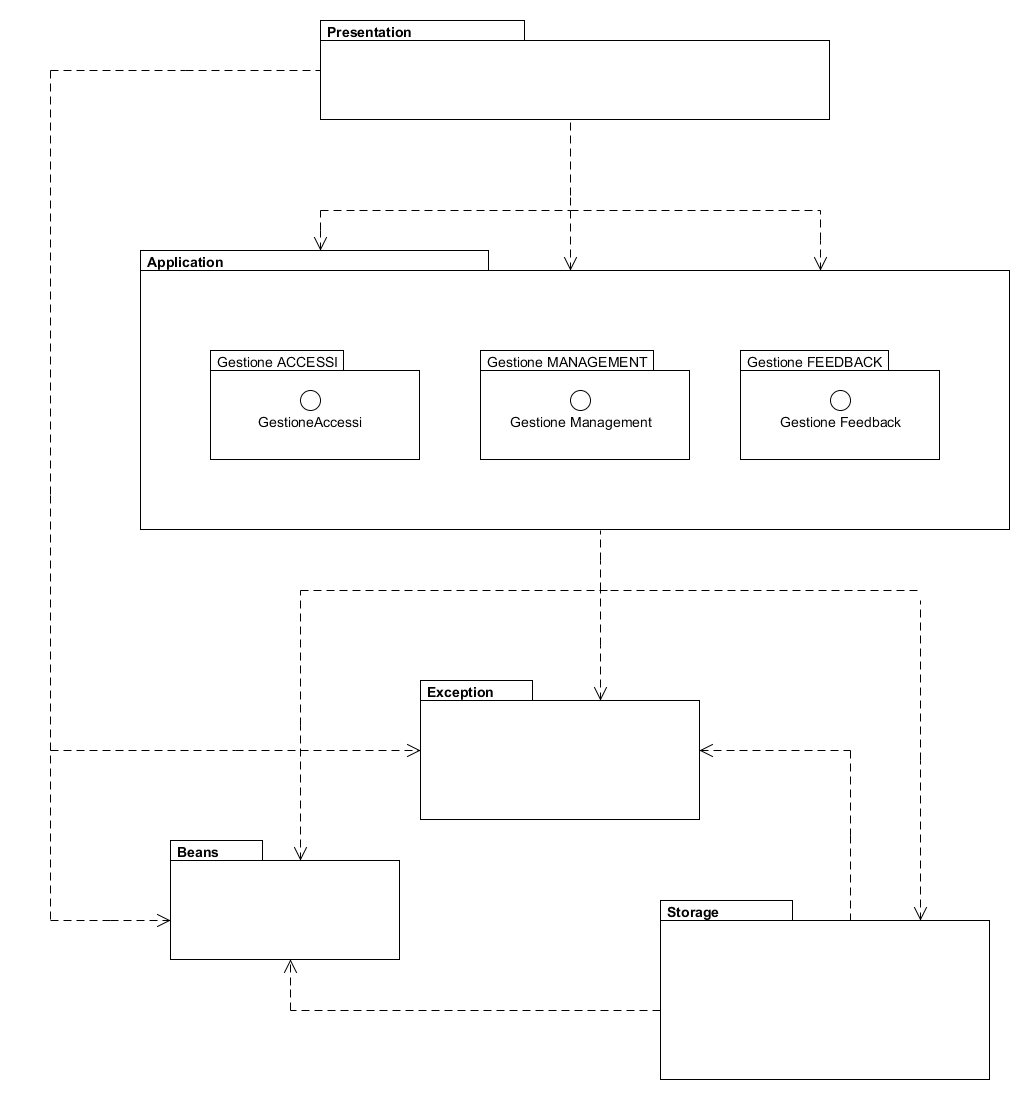 Presentation
Application
Gestione ACCESSI
GestioneAccessi
Gestione MANAGEMENT
Gestione Management
Gestione FEEDBACK
Gestione Feedback
Exception
Beans
Storage